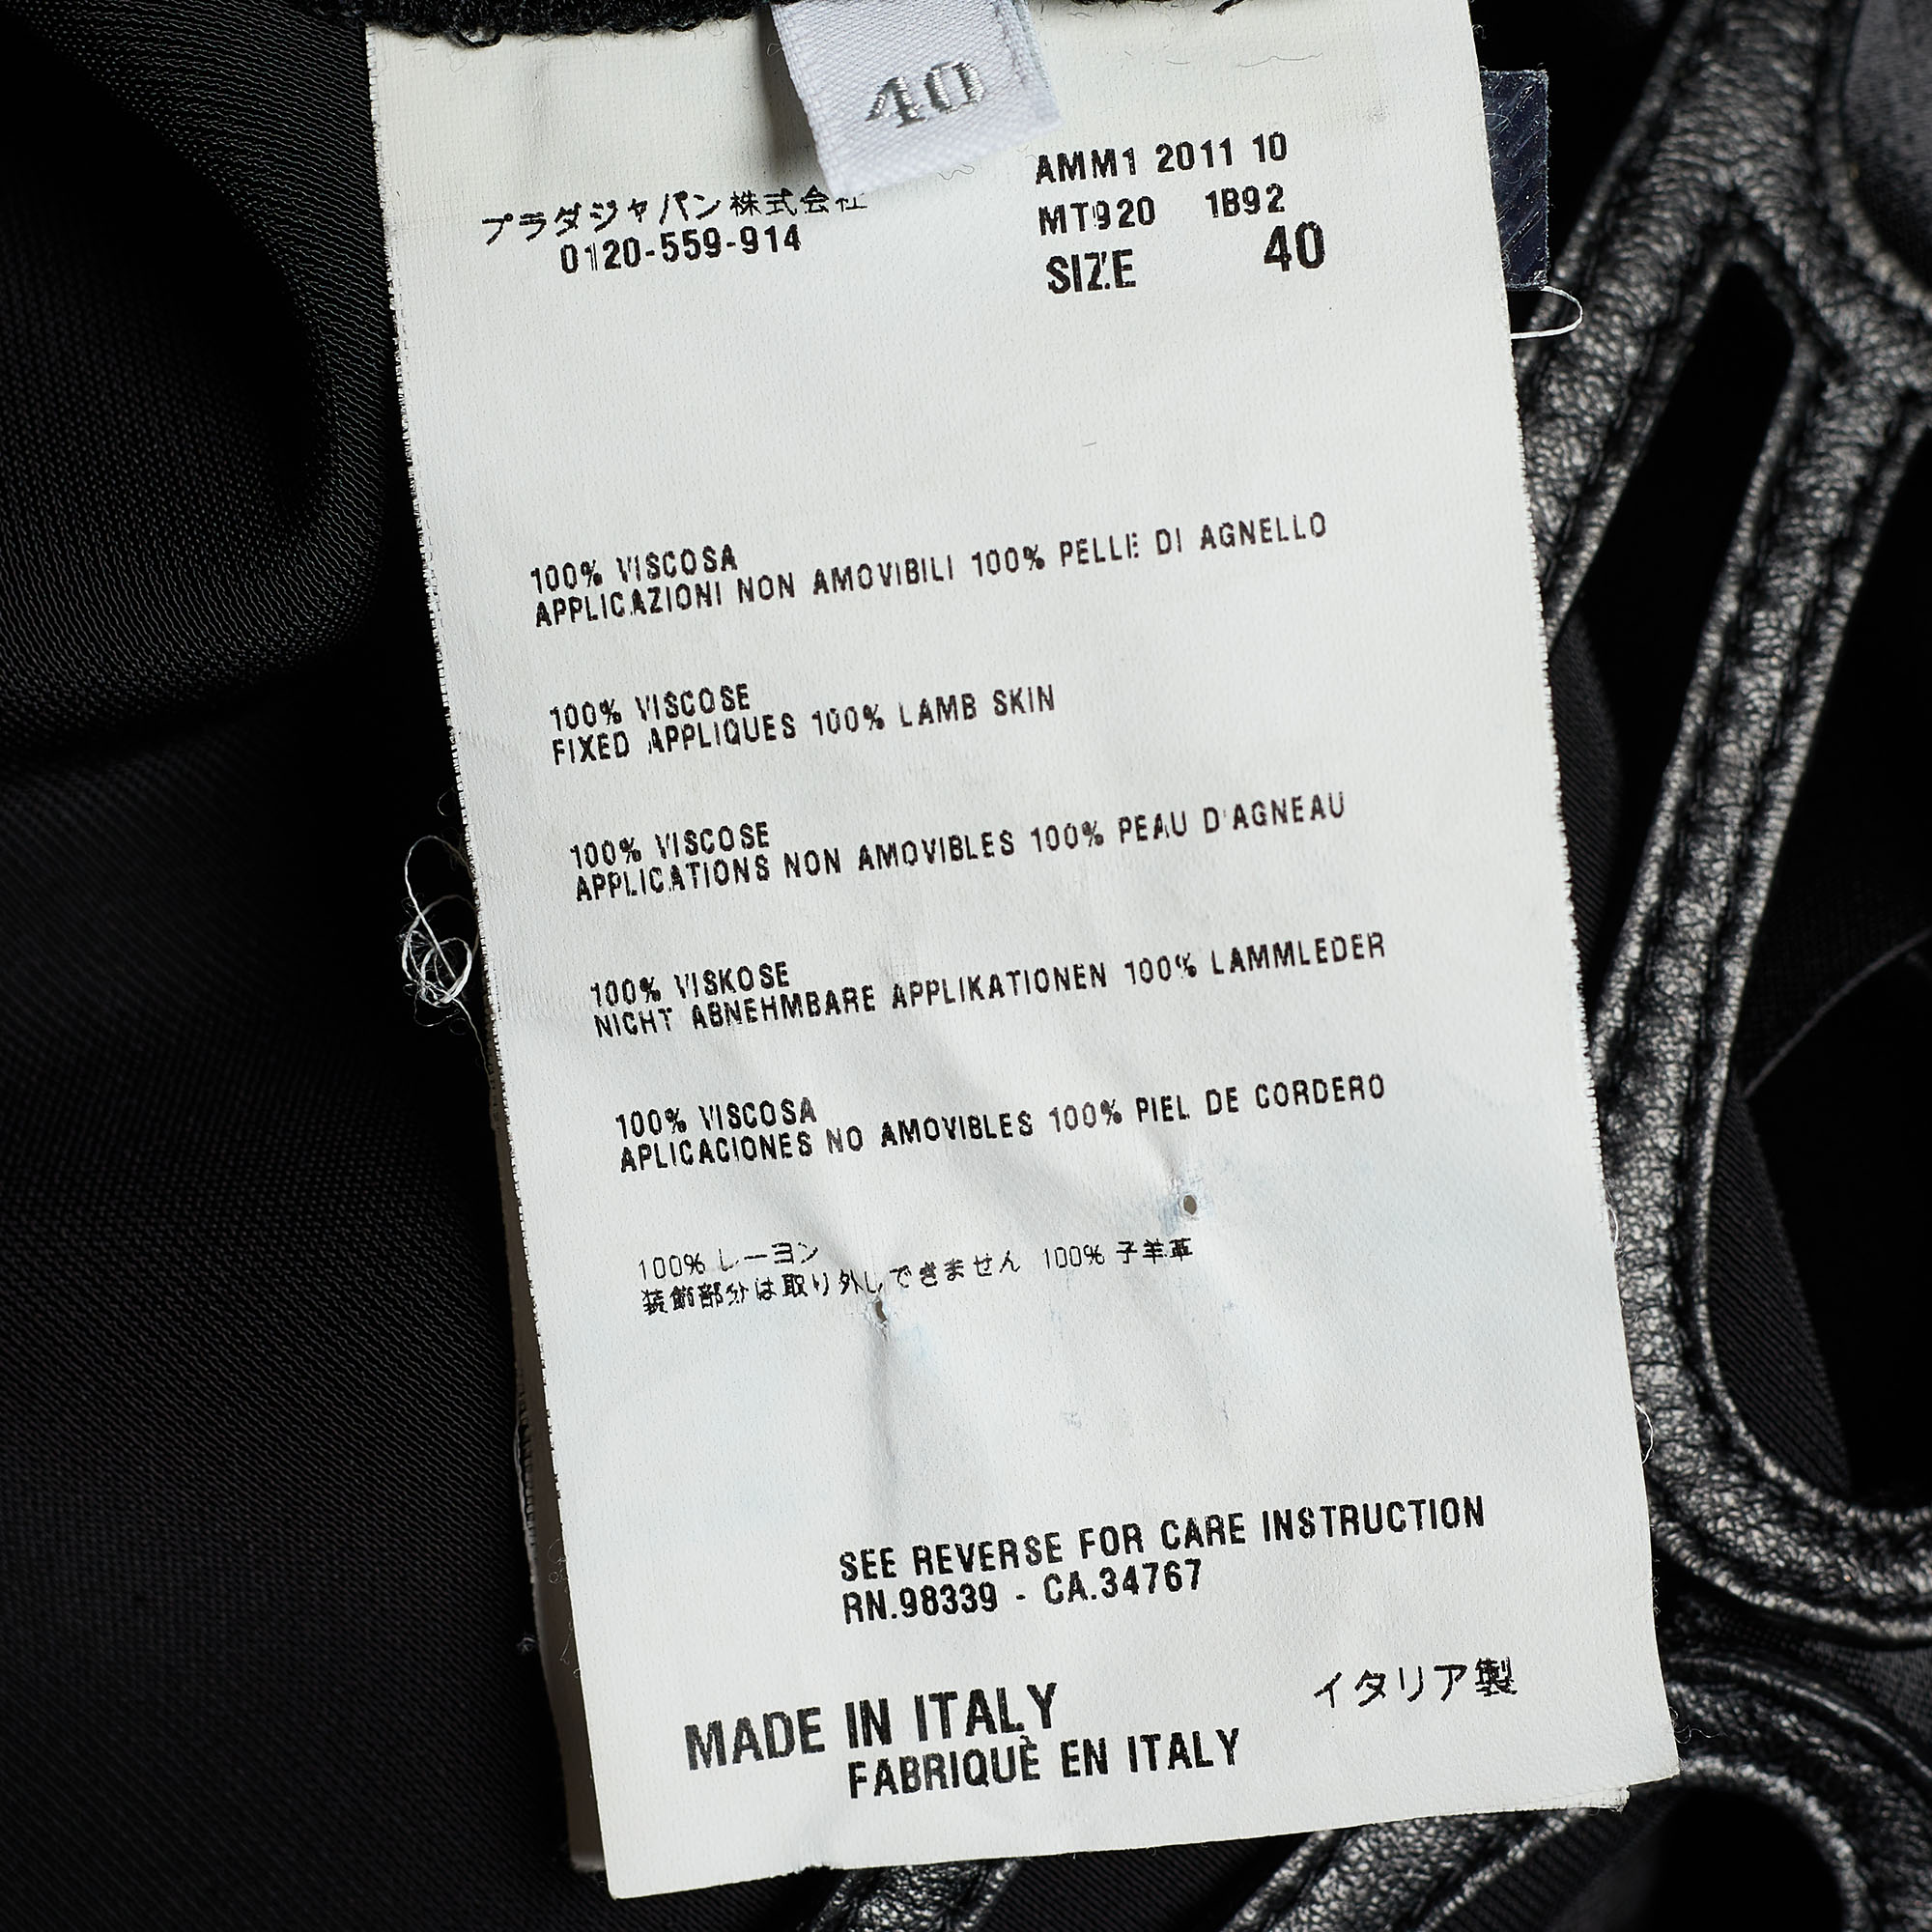 40
プラダジャパン株式会社
0120-559-914
AMM1 2011 10
MT920 1B92
SIZE 40
100% VISCOSA
APPLICAZIONI NON AMOVIBILI 100% PELLE DI AGNELLO
100% VISCOSE
FIXED APPLIQUES 100% LAMB SKIN
100% VISCOSE
APPLICATIONS NON AMOVIBLES 100% PEAU D'AGNEAU
100% VISKOSE
NICHT ABNEHMBARE APPLIKATIONEN 100% LAMMLEDER
100% VISCOSA
APLICACIONES NO AMOVIBLES 100% PIEL DE CORDERO
100% レーヨン
装飾部分は取り外しできません 100% 子羊革
SEE REVERSE FOR CARE INSTRUCTION
RN.98339 - CA.34767
MADE IN ITALY
イタリア製
FABRIQUÈ EN ITALY